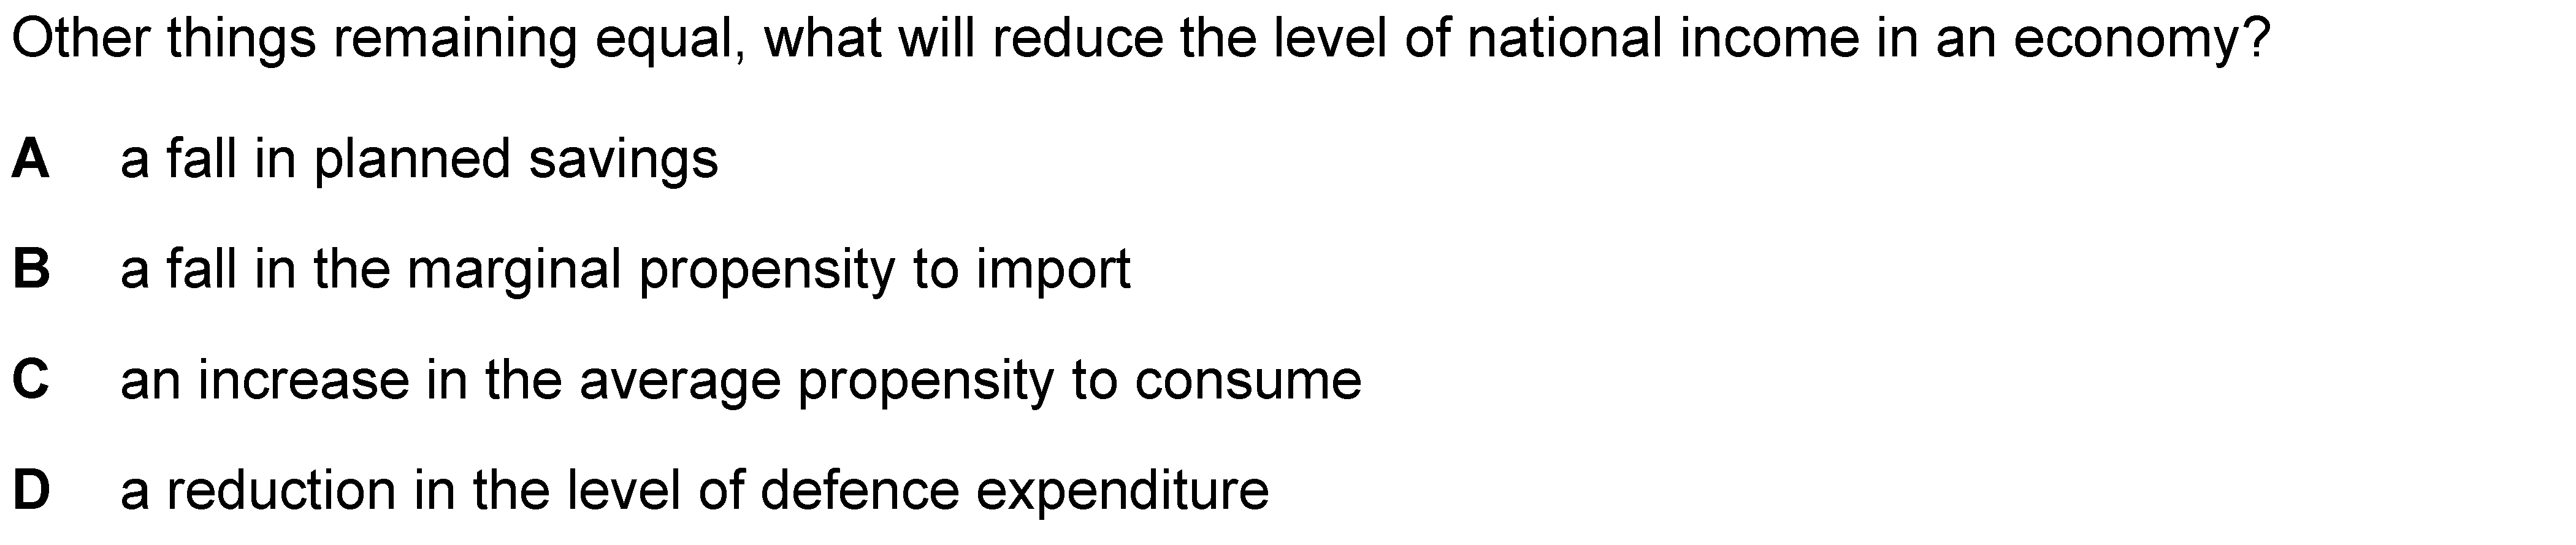 Other things remaining equal, what will reduce the level of national income in an economy?
A a fall in planned savings
B a fall in the marginal propensity to import
C an increase in the average propensity to consume
D a reduction in the level of defence expenditure